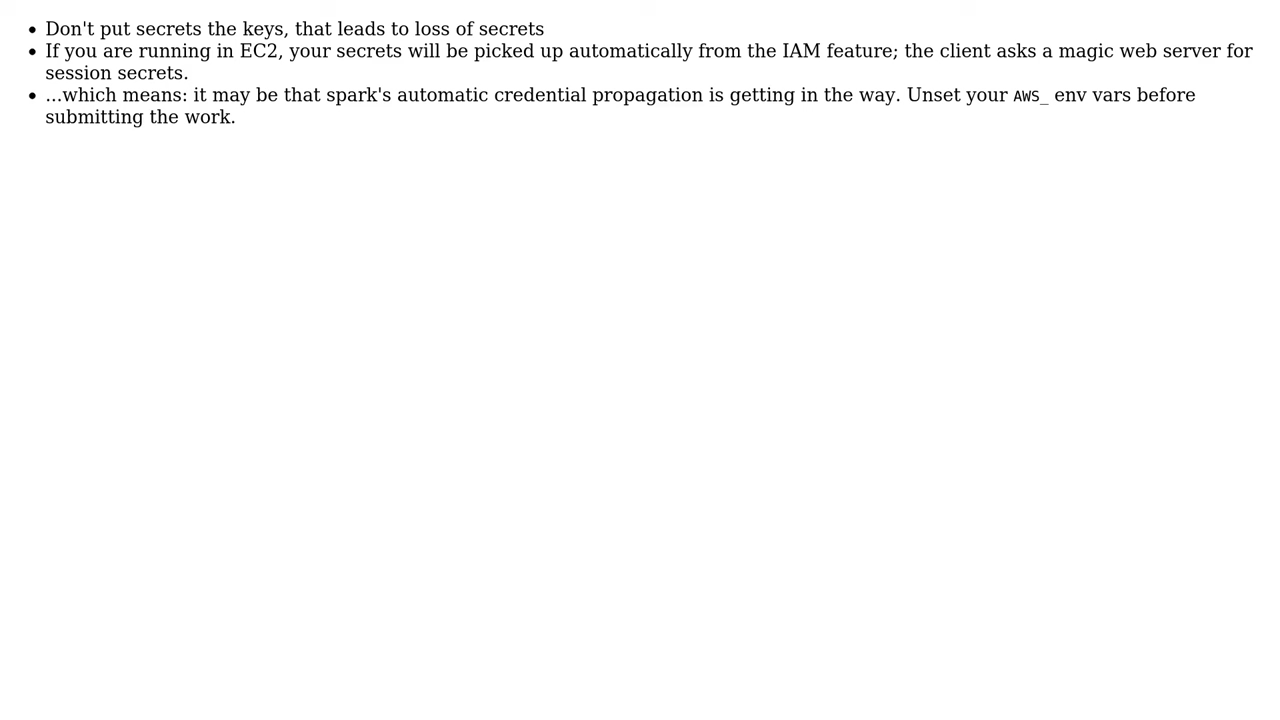 Don't put secrets the keys, that leads to loss of secrets
If you are running in EC2, your secrets will be picked up automatically from the IAM feature; the client asks a magic web server for
session secrets.
...which means: it may be that spark's automatic credential propagation is getting in the way. Unset your AWS_ env vars before
submitting the work.